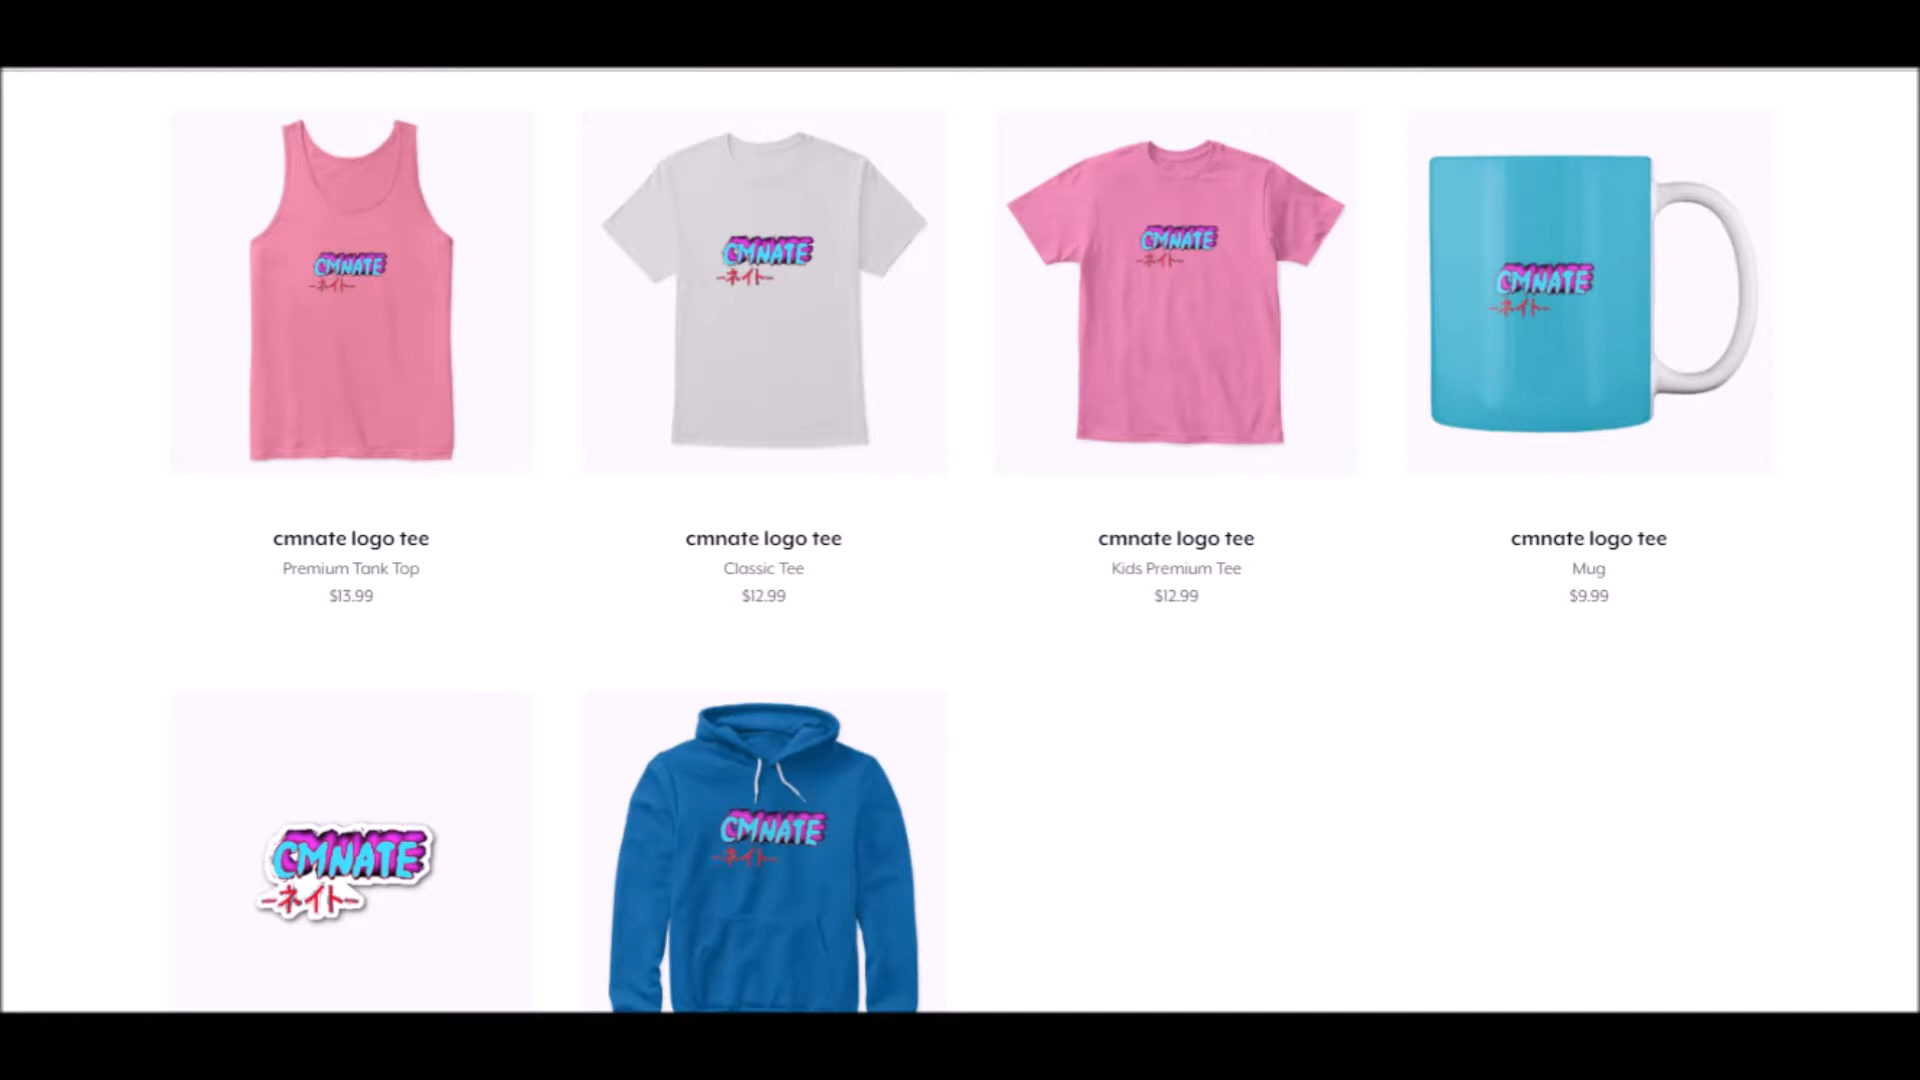 CMNATE
-ネイト-
CMNATE
-ネイト-
CMNATE
-ネイト-
CMNATE
-ネイト-
cmnate logo tee
Premium Tank Top
$13.99
cmnate logo tee
Classic Tee
$12.99
cmnate logo tee
Kids Premium Tee
$12.99
cmnate logo tee
Mug
$9.99
CMNATE
-ネイト-
CMNATE
-ネイト-